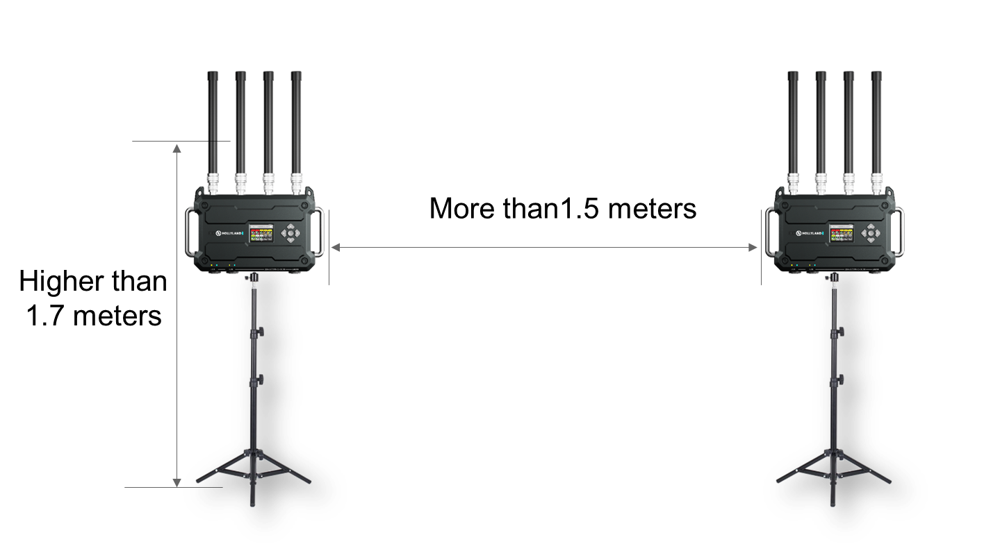 More than1.5 meters
Higher than
1.7 meters
HOLLYLAND
HOLLYLAND